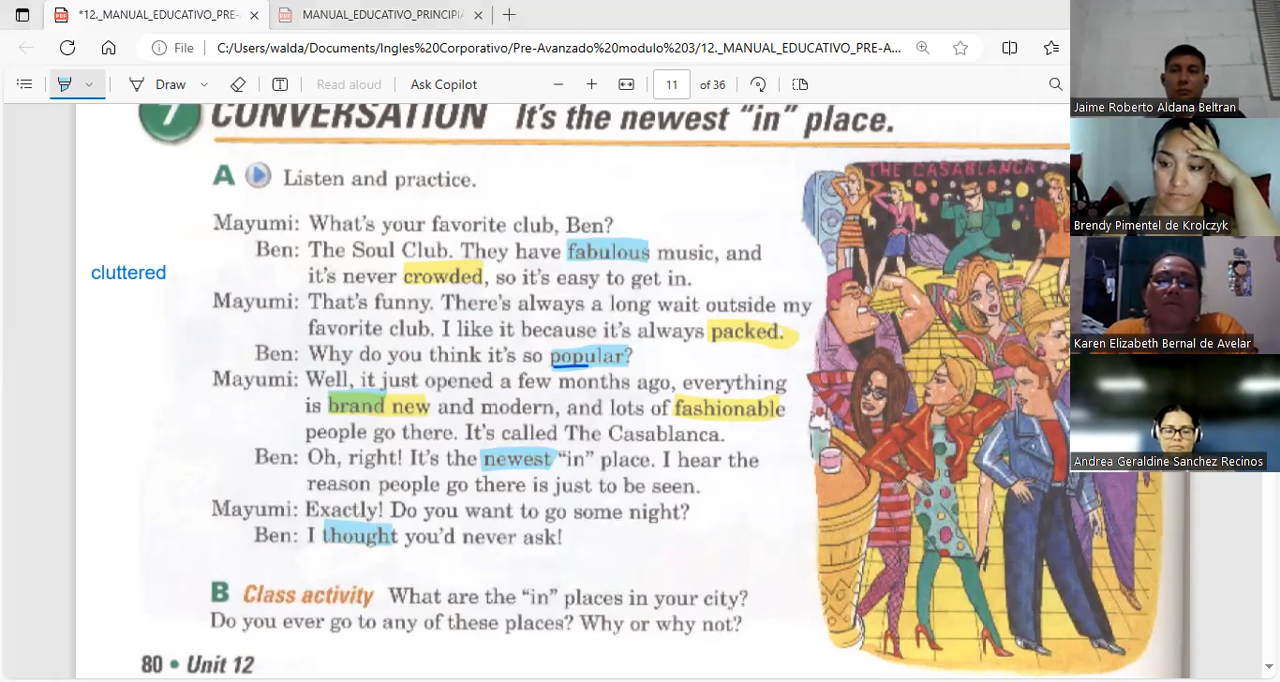 *12._MANUAL_EDUCATIVO_PRE-
MANUAL_EDUCATIVO_PRINCIPIA
File
C:/Users/walda/Documents/Ingles%20Corporativo/Pre-Avanzado%20modulo%203/12._MANUAL_EDUCATIVO_PRE-A...
Draw
Read aloud
Ask Copilot
11 of 36
7 CONVERSATION It's the newest "in" place.
A Listen and practice.
Mayumi: What's your favorite club, Ben?
Ben: The Soul Club. They have fabulous music, and
it's never crowded, so it's easy to get in.
cluttered
Mayumi: That's funny. There's always a long wait outside my
favorite club. I like it because it's always packed.
Ben: Why do you think it's so popular?
Mayumi: Well, it just opened a few months ago, everything
is brand new and modern, and lots of fashionable
people go there. It's called The Casablanca.
Ben: Oh, right! It's the newest "in" place. I hear the
reason people go there is just to be seen.
Mayumi: Exactly! Do you want to go some night?
Ben: I thought you'd never ask!
B Class activity What are the "in" places in your city?
Do you ever go to any of these places? Why or why not?
80 • Unit 12
THE CASABLANCA
Jaime Roberto Aldana Beltran
Brendy Pimentel de Krolczyk
Karen Elizabeth Bernal de Avelar
Andrea Geraldine Sanchez Recinos